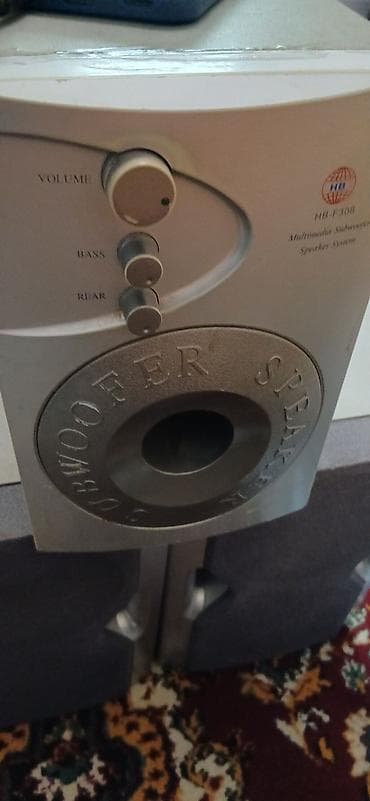 VOLUME
HB
HB-F308
Multimedia Subwoofer
Speaker System
BASS
REAR
SUBWOOFER SPEAKER